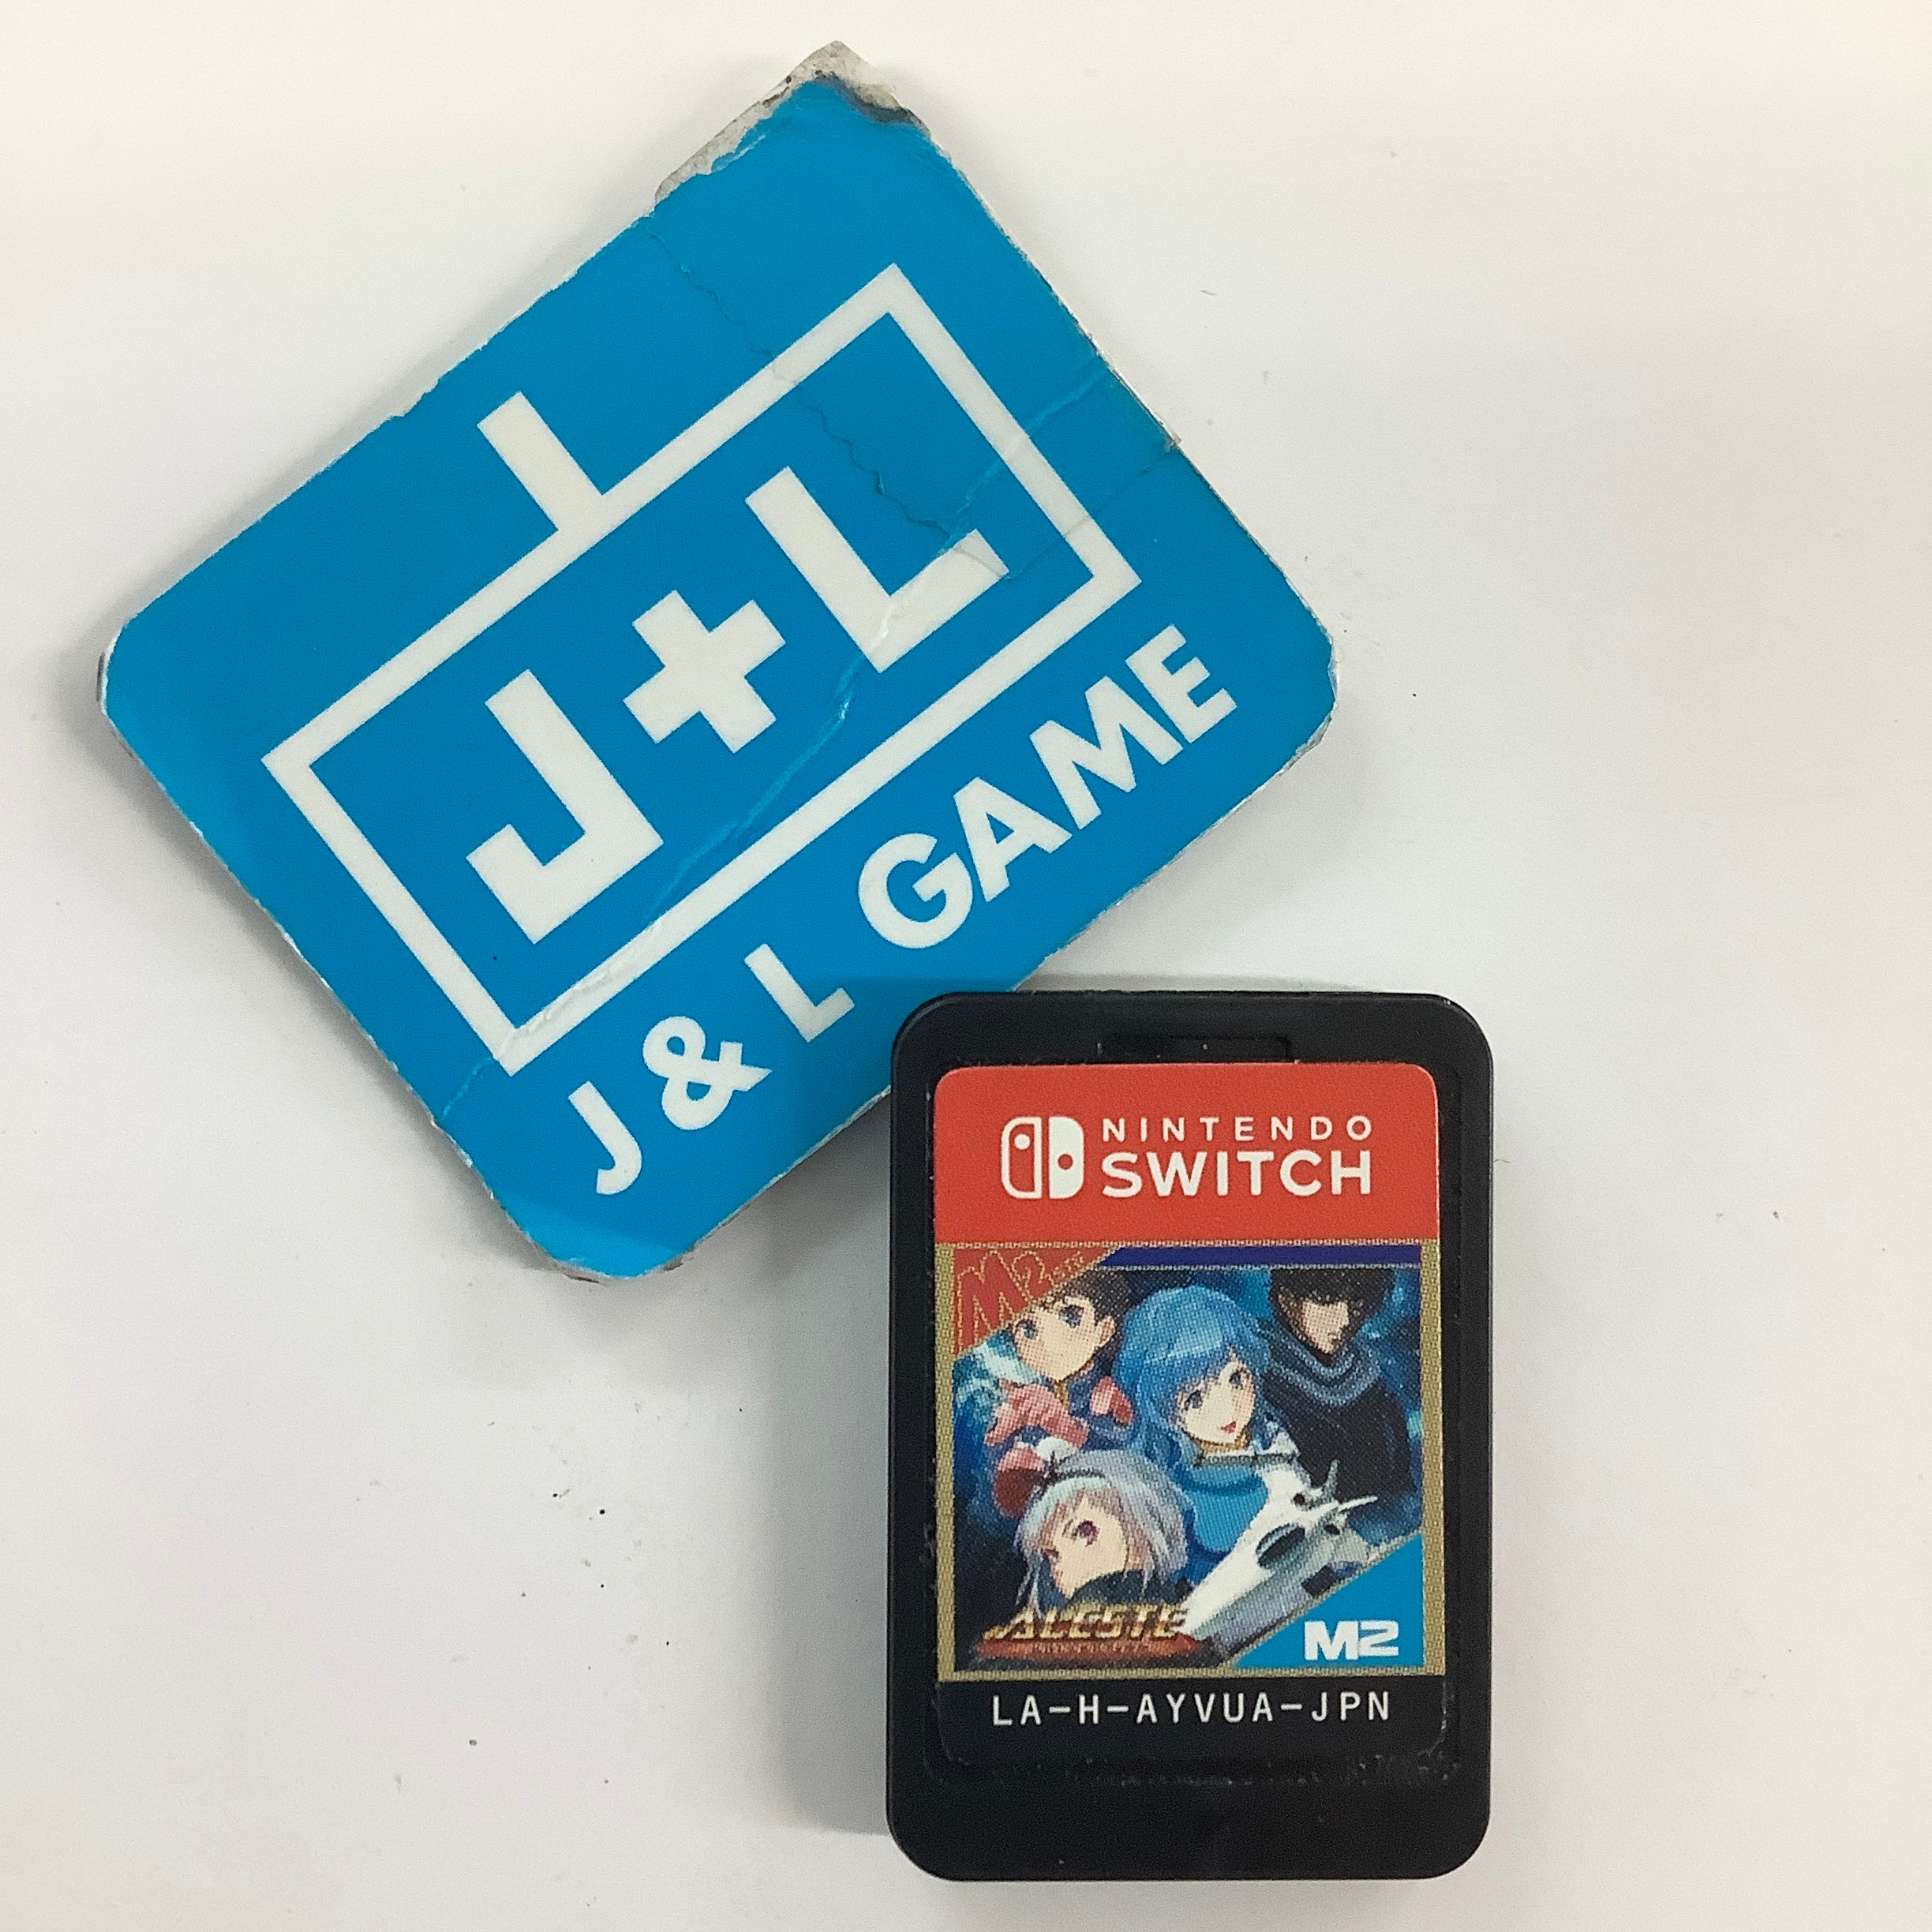 J+L
J & L GAME
NINTENDO
SWITCH
M2
ALESTE
M2
LA-H-AYVUA-JPN